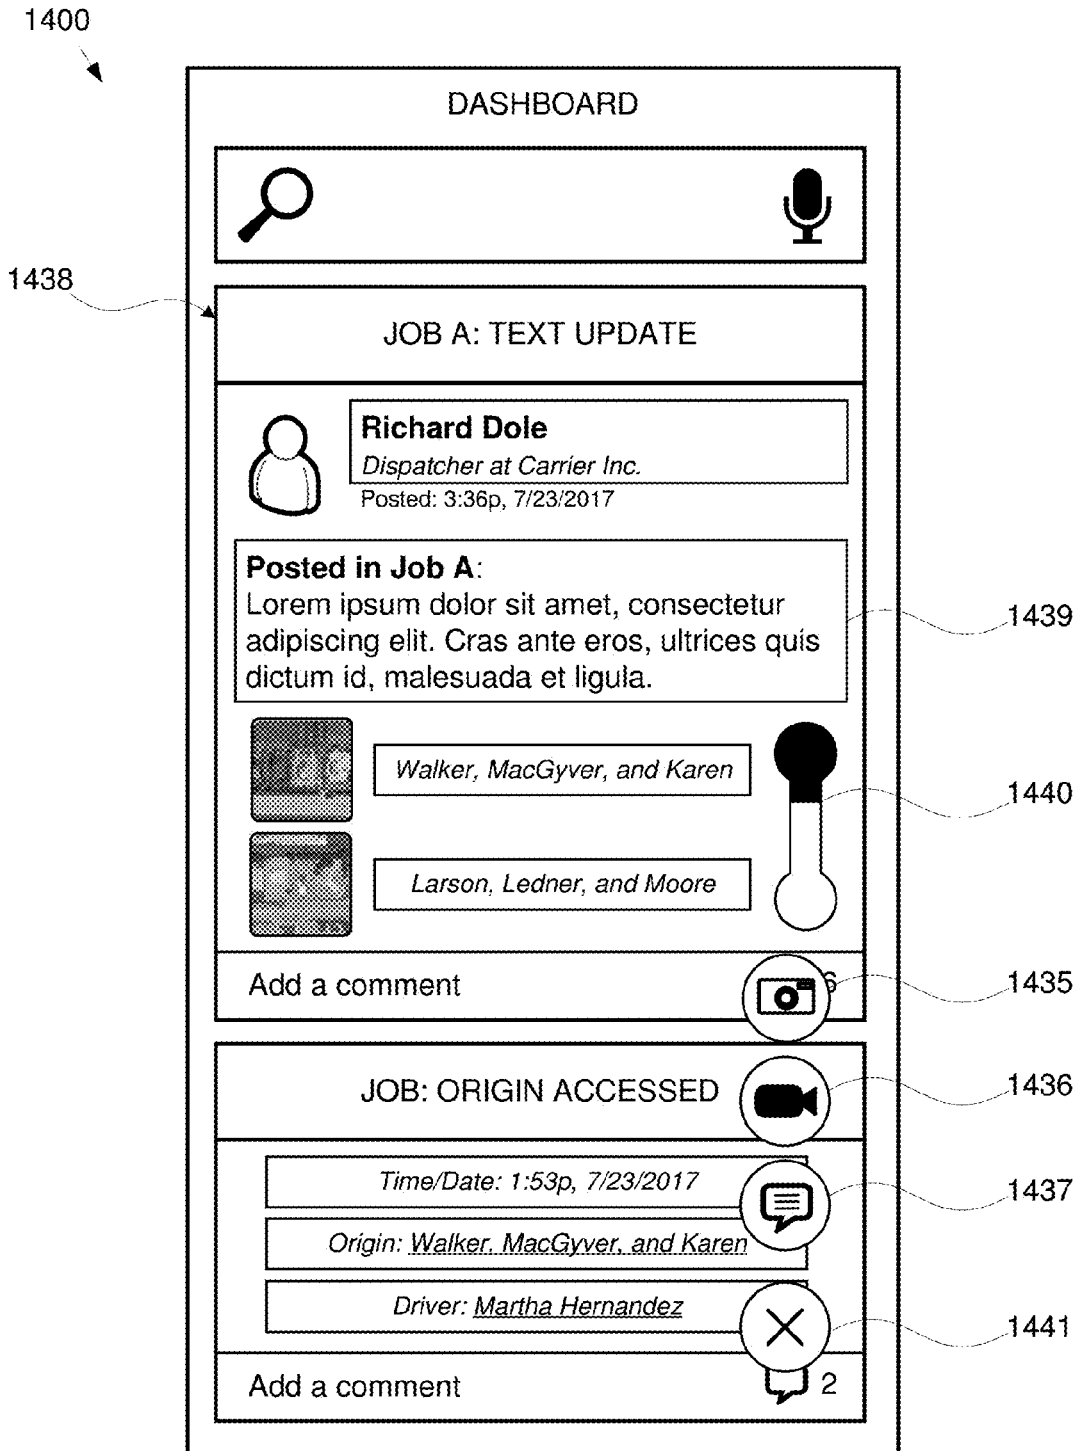 1400
DASHBOARD
1438
JOB A: TEXT UPDATE
Richard Dole
Dispatcher at Carrier Inc.
Posted: 3:36p, 7/23/2017
Posted in Job A:
Lorem ipsum dolor sit amet, consectetur
adipiscing elit. Cras ante eros, ultrices quis
dictum id, malesuada et ligula.
1439
Walker, MacGyver, and Karen
1440
Larson, Ledner, and Moore
Add a comment
6
1435
JOB: ORIGIN ACCESSED
1436
Time/Date: 1:53p, 7/23/2017
1437
Origin: Walker, MacGyver, and Karen
Driver: Martha Hernandez
1441
Add a comment
2